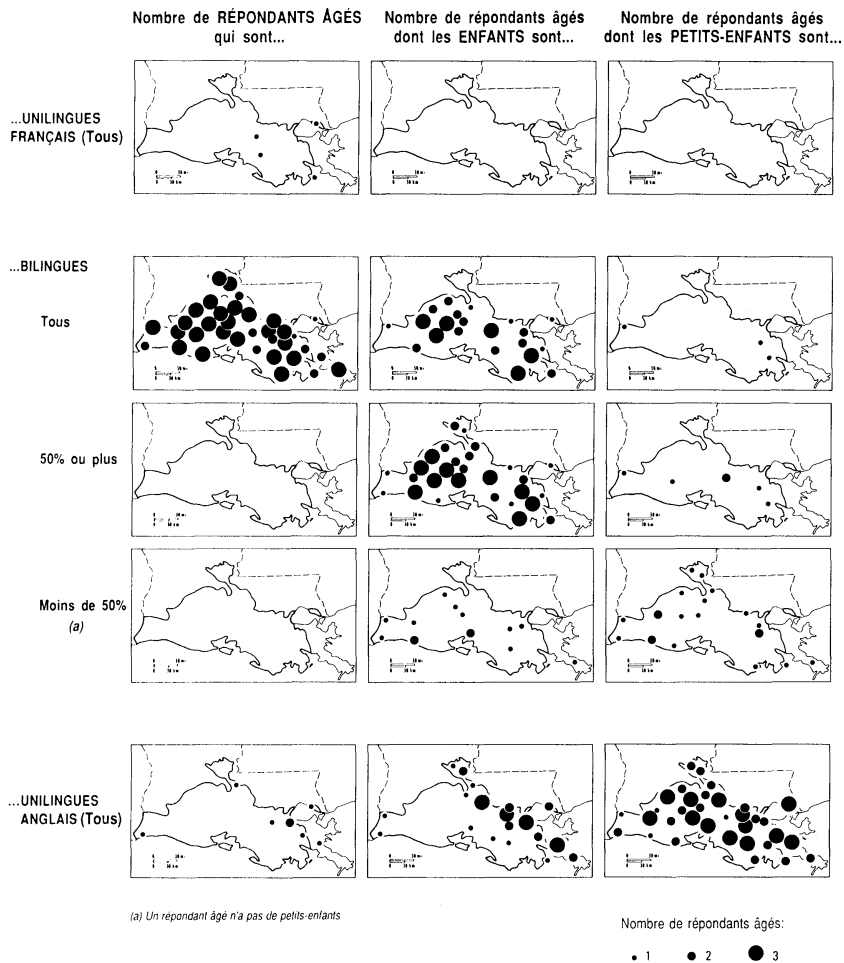 Nombre de RÉPONDANTS ÂGÉS
qui sont...
Nombre de répondants âgés
dont les ENFANTS sont...
Nombre de répondants âgés
dont les PETITS-ENFANTS sont...
...UNILINGUES
FRANÇAIS (Tous)
...BILINGUES
Tous
50% ou plus
Moins de 50%
(a)
...UNILINGUES
ANGLAIS (Tous)
(a) Un répondant âgé n'a pas de petits-enfants
Nombre de répondants âgés:
1 2 3